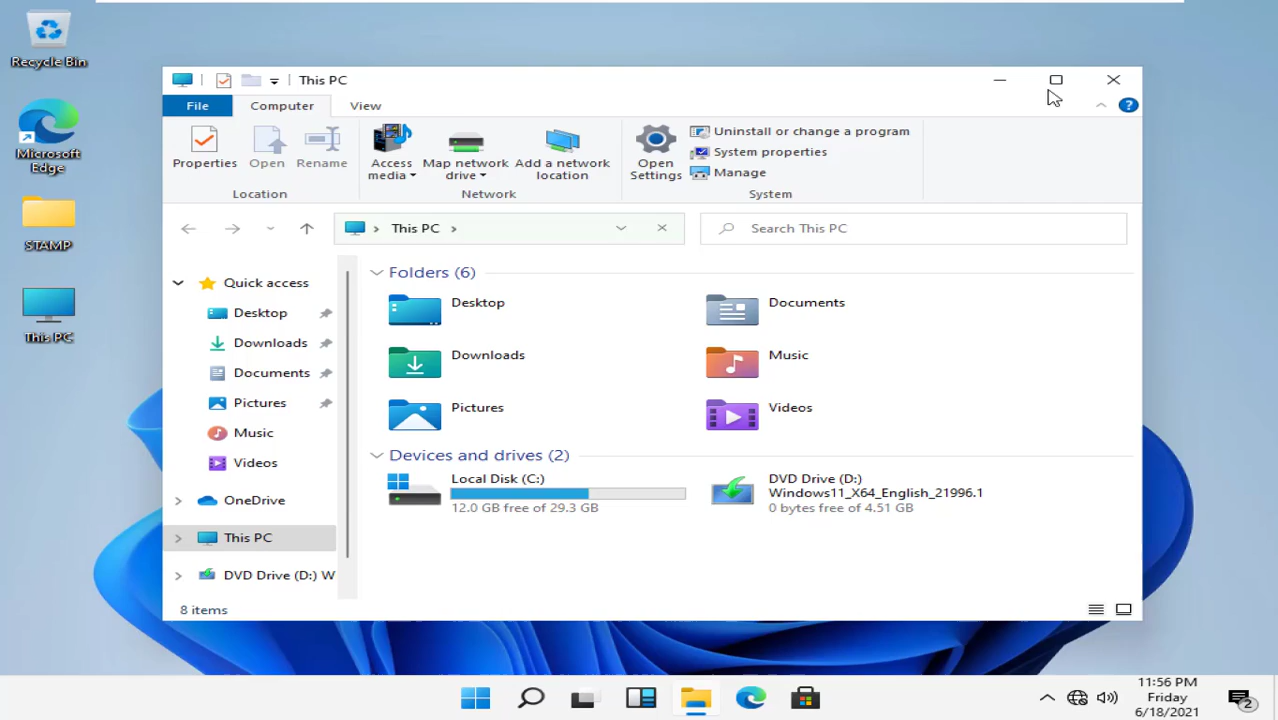 Recycle Bin
Microsoft
Edge
STAMP
This PC
This PC
File
Computer
View
Properties
Open
Rename
Location
Access
media
Map network
drive
Add a network
location
Network
Open
Settings
Uninstall or change a program
System properties
Manage
System
This PC
Search This PC
Quick access
Desktop
Downloads
Documents
Pictures
Music
Videos
OneDrive
This PC
DVD Drive (D:) W
Folders (6)
Desktop
Documents
Downloads
Music
Pictures
Videos
Devices and drives (2)
Local Disk (C:)
12.0 GB free of 29.3 GB
DVD Drive (D:)
Windows11_X64_English_21996.1
0 bytes free of 4.51 GB
8 items
11:56 PM
Friday
6/18/2021
2